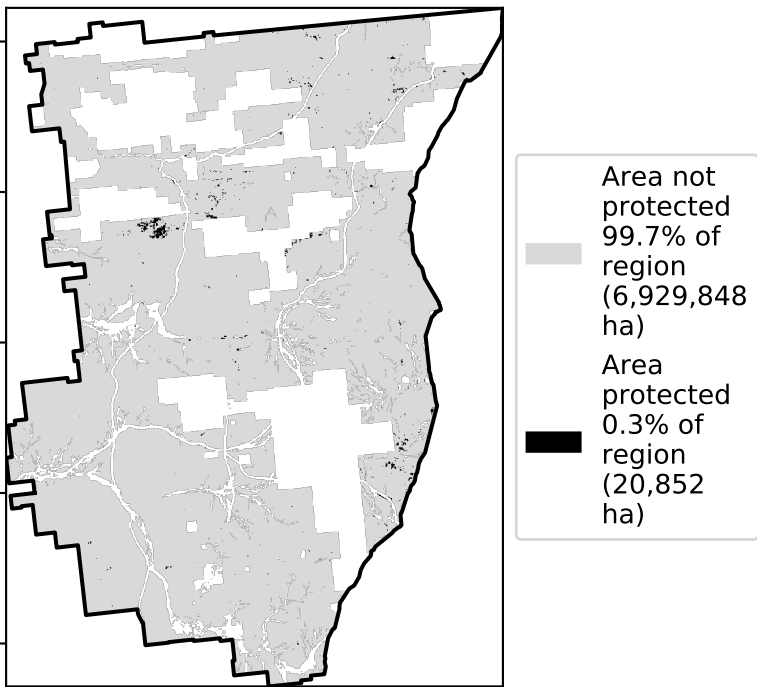 Area not
protected
99.7% of
region
(6,929,848
ha)
Area
protected
0.3% of
region
(20,852
ha)